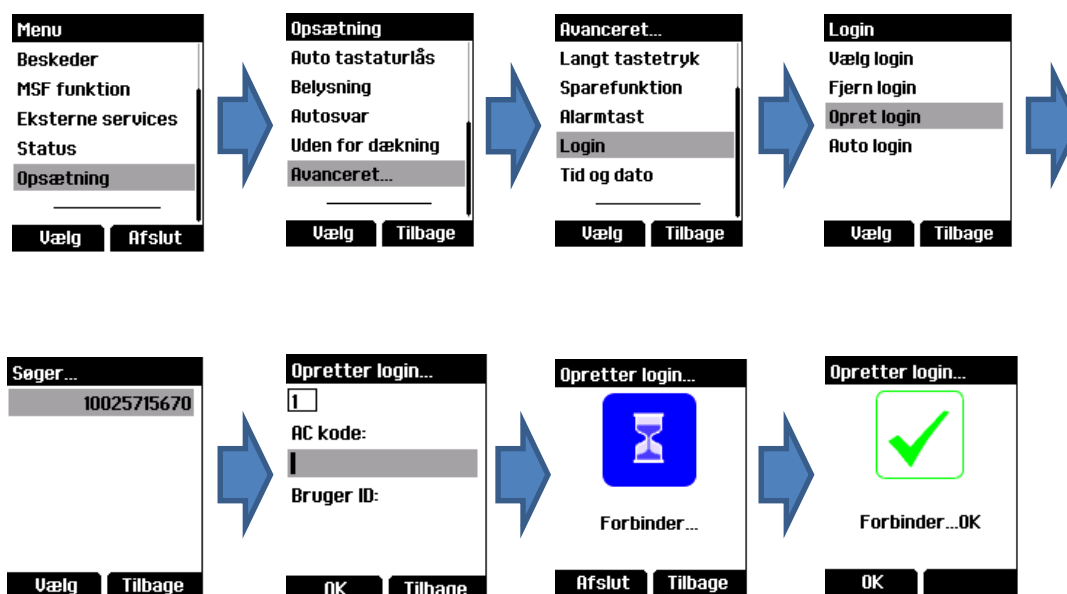 Menu
Beskeder
MSF funktion
Eksterne services
Status
Opsætning
Vælg Afslut
Opsætning
Auto tastaturlås
Belysning
Autosvar
Uden for dækning
Avanceret...
Vælg Tilbage
Avanceret...
Langt tastetryk
Sparefunktion
Alarmtast
Login
Tid og dato
Vælg Tilbage
Login
Vælg login
Fjern login
Opret login
Auto login
Vælg Tilbage
Søger...
10025715670
Vælg Tilbage
Opretter login...
1
AC kode:
Bruger ID:
OK Tilbage
Opretter login...
Forbinder...
Afslut Tilbage
Opretter login...
Forbinder...OK
OK